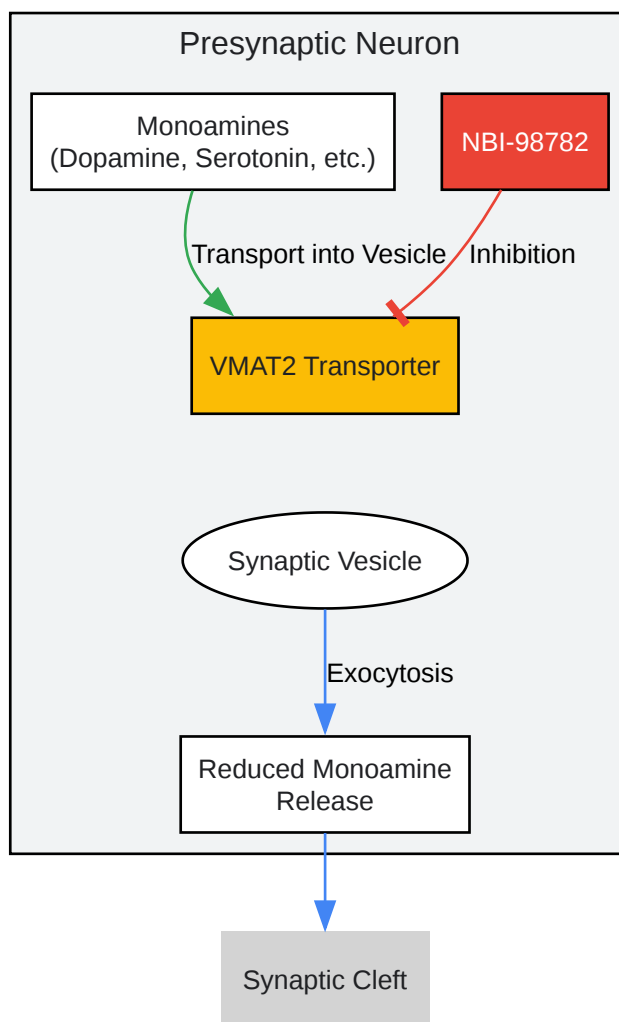 Presynaptic Neuron
Monoamines
(Dopamine, Serotonin, etc.)
NBI-98782
Transport into Vesicle
Inhibition
VMAT2 Transporter
Synaptic Vesicle
Exocytosis
Reduced Monoamine
Release
Synaptic Cleft